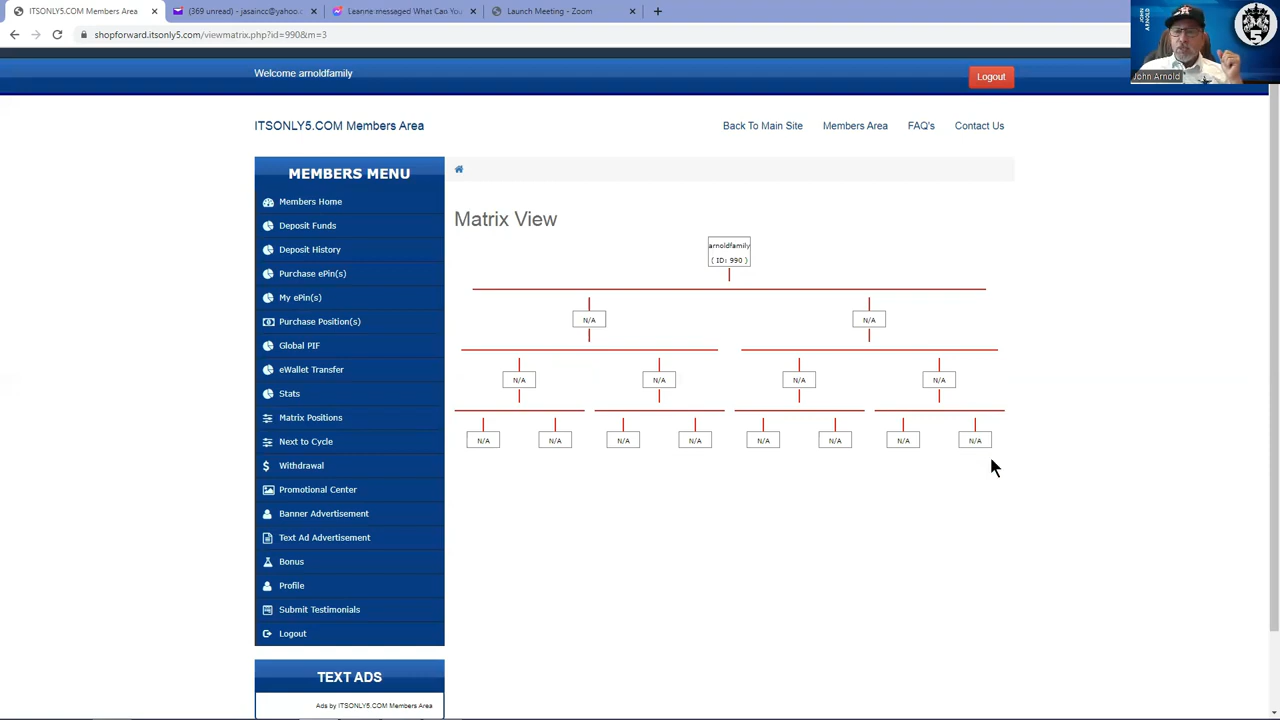 ITSONLY5.COM Members Area
(369 unread) - jasaincc@yahoo.c
Leanne messaged What Can You
Launch Meeting - Zoom
shopforward.itsonly5.com/viewmatrix.php?id=990&m=3
JOHN ARNOLD
5
John Arnold
Welcome arnoldfamily
Logout
ITSONLY5.COM Members Area
Back To Main Site
Members Area
FAQ's
Contact Us
MEMBERS MENU
Members Home
Deposit Funds
Deposit History
Purchase ePin(s)
My ePin(s)
Purchase Position(s)
Global PIF
eWallet Transfer
Stats
Matrix Positions
Next to Cycle
Withdrawal
Promotional Center
Banner Advertisement
Text Ad Advertisement
Bonus
Profile
Submit Testimonials
Logout
TEXT ADS
Ads by ITSONLY5.COM Members Area
Matrix View
arnoldfamily
( ID: 990 )
N/A N/A
N/A N/A N/A N/A
N/A N/A N/A N/A N/A N/A N/A N/A